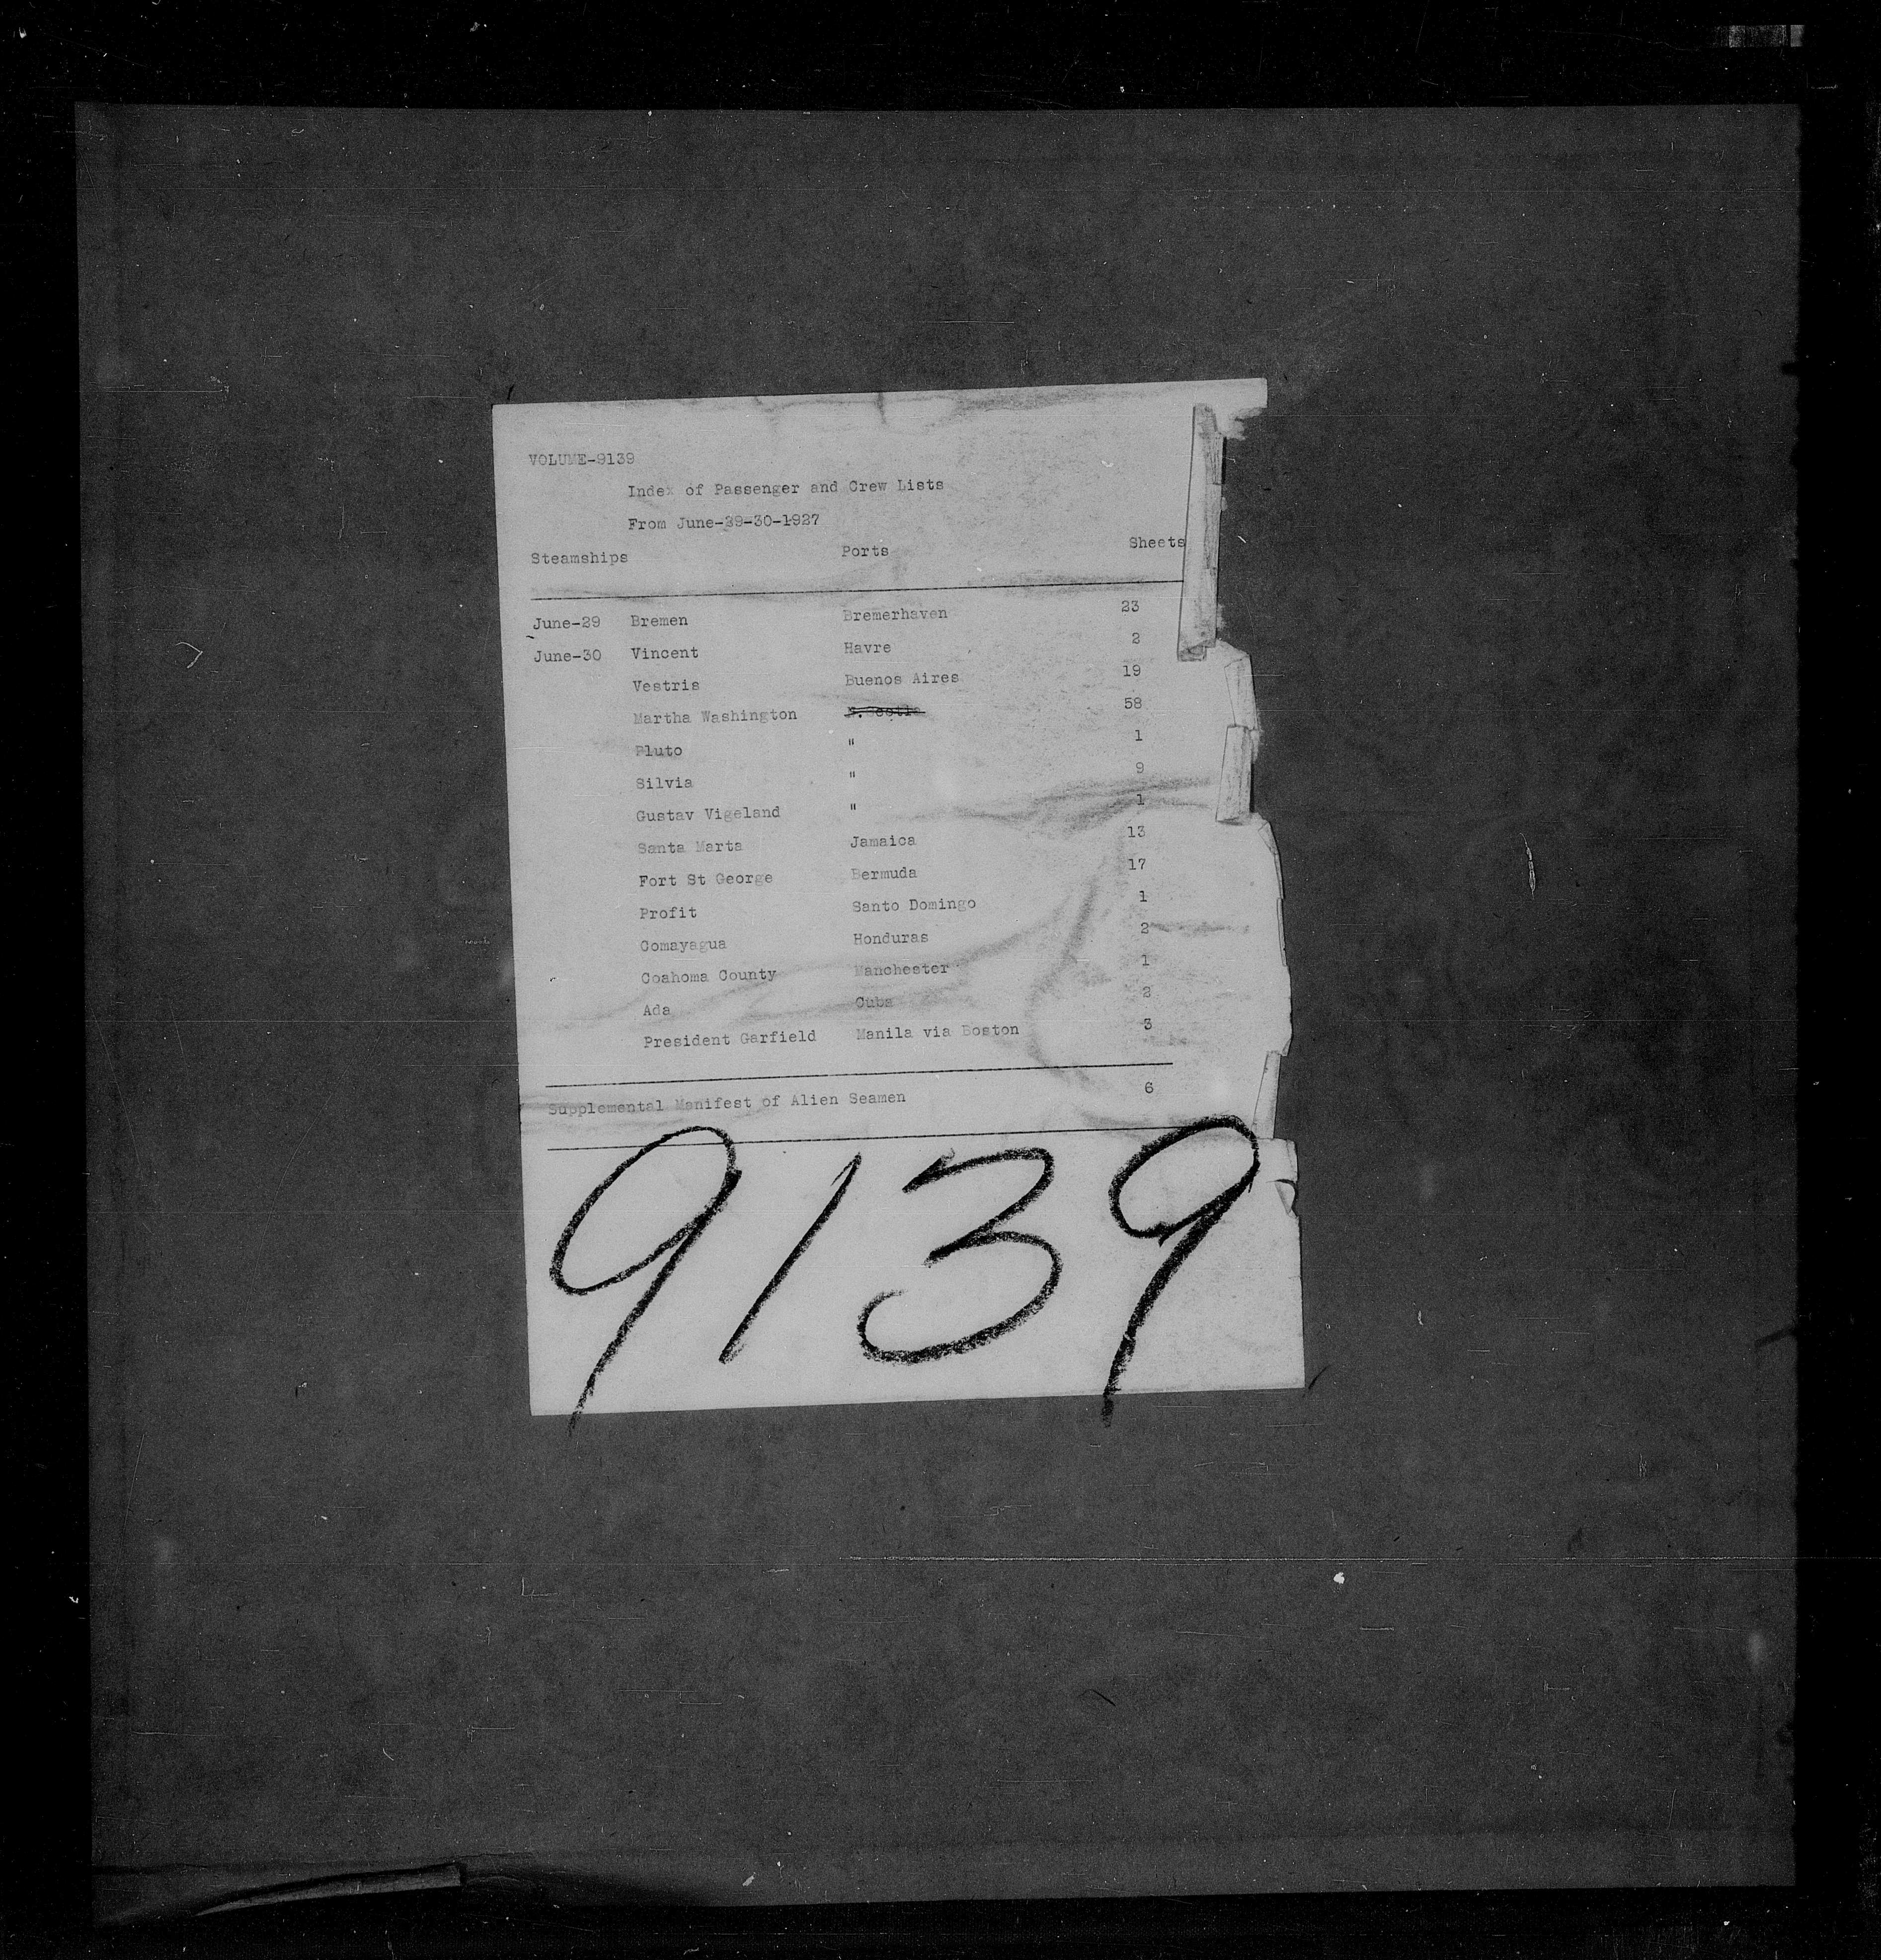 VOLUME-9139
Index of Passenger and Crew Lists
From June-29-30-1927
Steamships Ports Sheets
June-29 Bremen Bremerhaven 23
June-30 Vincent Havre 2
Vestris Buenos Aires 19
Martha Washington 58
Pluto " 1
Silvia " 9
Gustav Vigeland " 1
Santa Marta Jamaica 13
Fort St George Bermuda 17
Profit Santo Domingo 1
Comayagua Honduras 2
Coahoma County Manchester 1
Ada Cuba 2
President Garfield Manila via Boston 3
Supplemental Manifest of Alien Seamen 6
9139